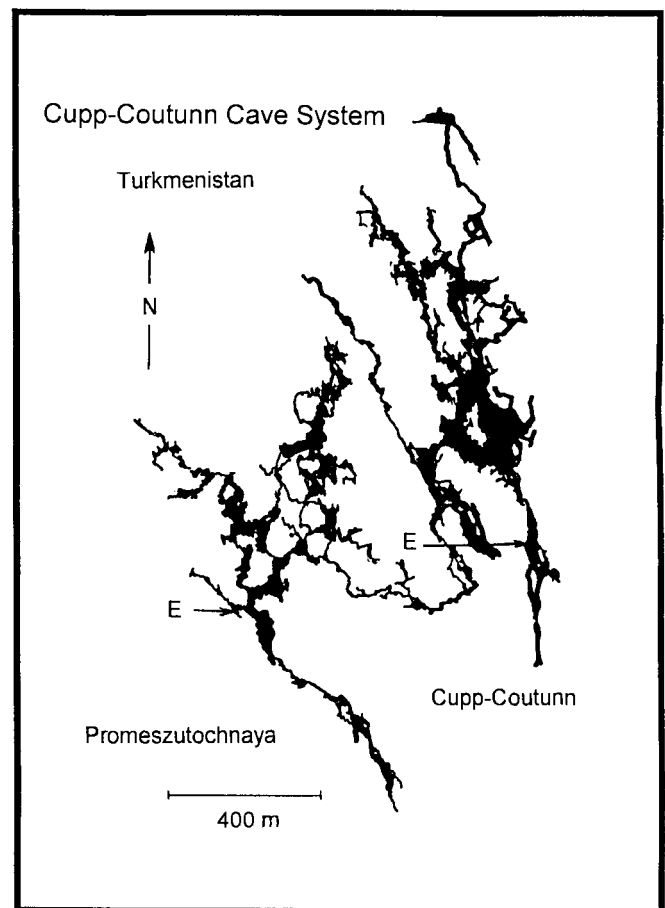 Cupp-Coutunn Cave System
Turkmenistan
N
E
E
Cupp-Coutunn
Promeszutochnaya
400 m